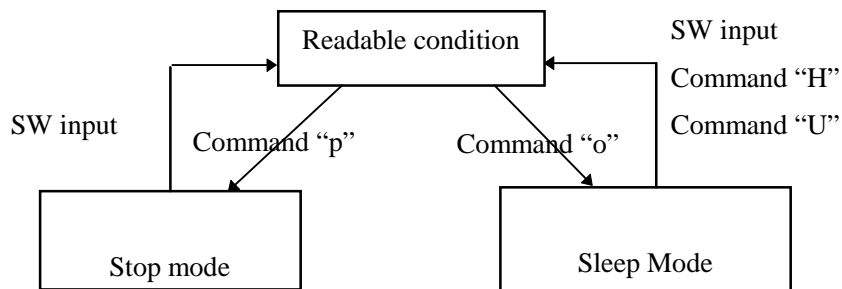 Readable condition
SW input
Command “H”
Command “U”
SW input
Command “p”
Command “o”
Stop mode
Sleep Mode